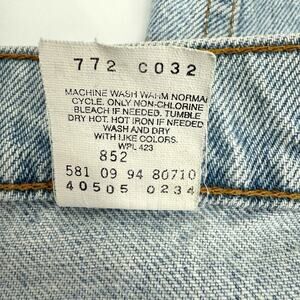 772 C032
MACHINE WASH WARM NORMAL
CYCLE. ONLY NON-CHLORINE
BLEACH IF NEEDED. TUMBLE
DRY HOT. HOT IRON IF NEEDED
WASH AND DRY
WITH LIKE COLORS.
WPL 423
852
581 09 94 80710
40505 0234